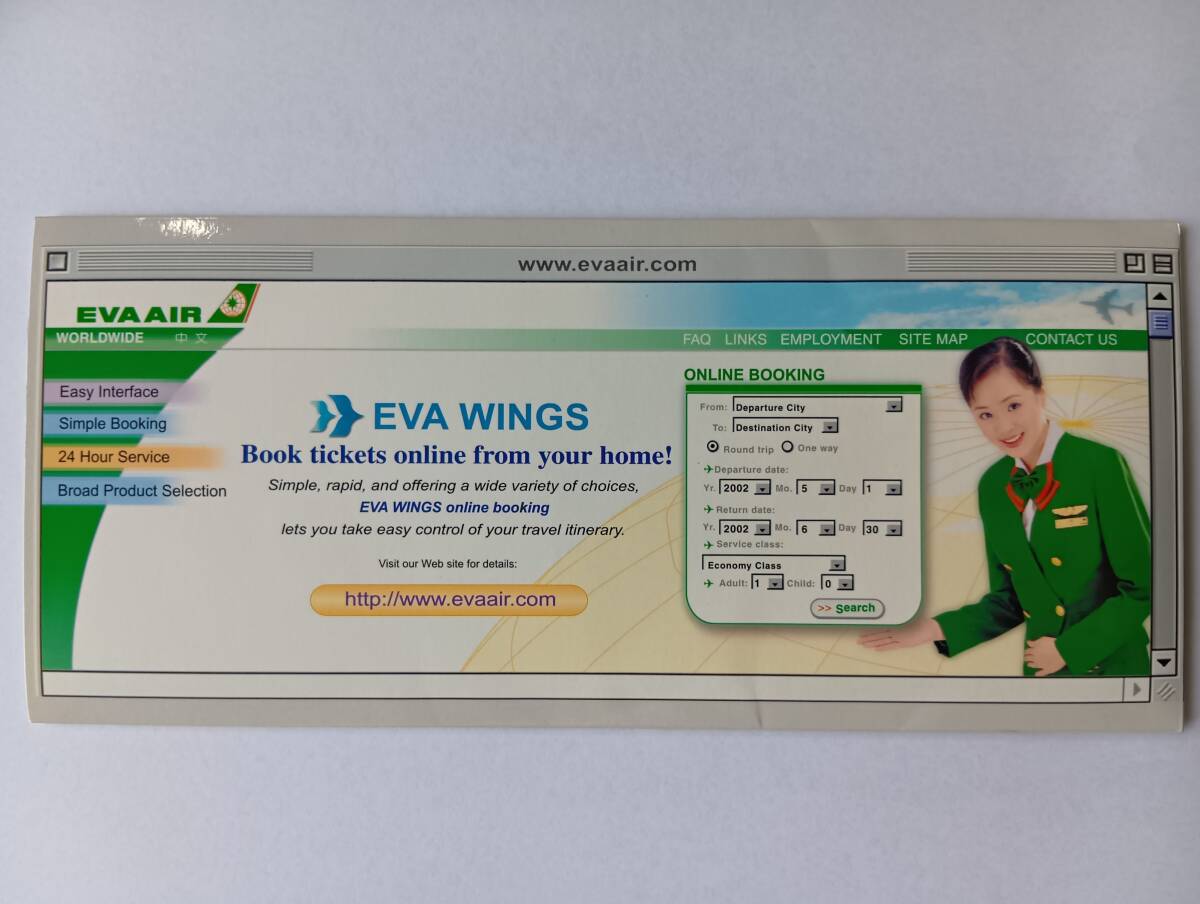 www.evaair.com
EVA AIR
WORLDWIDE 中文
FAQ LINKS EMPLOYMENT SITE MAP CONTACT US
Easy Interface
Simple Booking
24 Hour Service
Broad Product Selection
EVA WINGS
Book tickets online from your home!
Simple, rapid, and offering a wide variety of choices,
EVA WINGS online booking
lets you take easy control of your travel itinerary.
Visit our Web site for details:
http://www.evaair.com
ONLINE BOOKING
From: Departure City
To: Destination City
Round trip One way
Departure date:
Yr. 2002 Mo. 5 Day 1
Return date:
Yr. 2002 Mo. 6 Day 30
Service class:
Economy Class
Adult: 1 Child: 0
>> Search